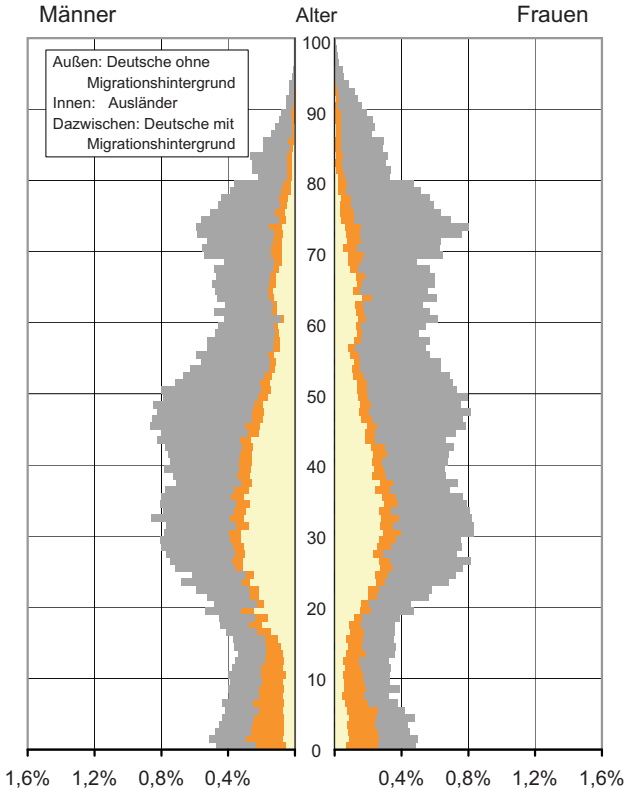 Männer Alter Frauen
Außen: Deutsche ohne
Migrationshintergrund
Innen: Ausländer
Dazwischen: Deutsche mit
Migrationshintergrund
100
90
80
70
60
50
40
30
20
10
0
1,6% 1,2% 0,8% 0,4% 0,4% 0,8% 1,2% 1,6%